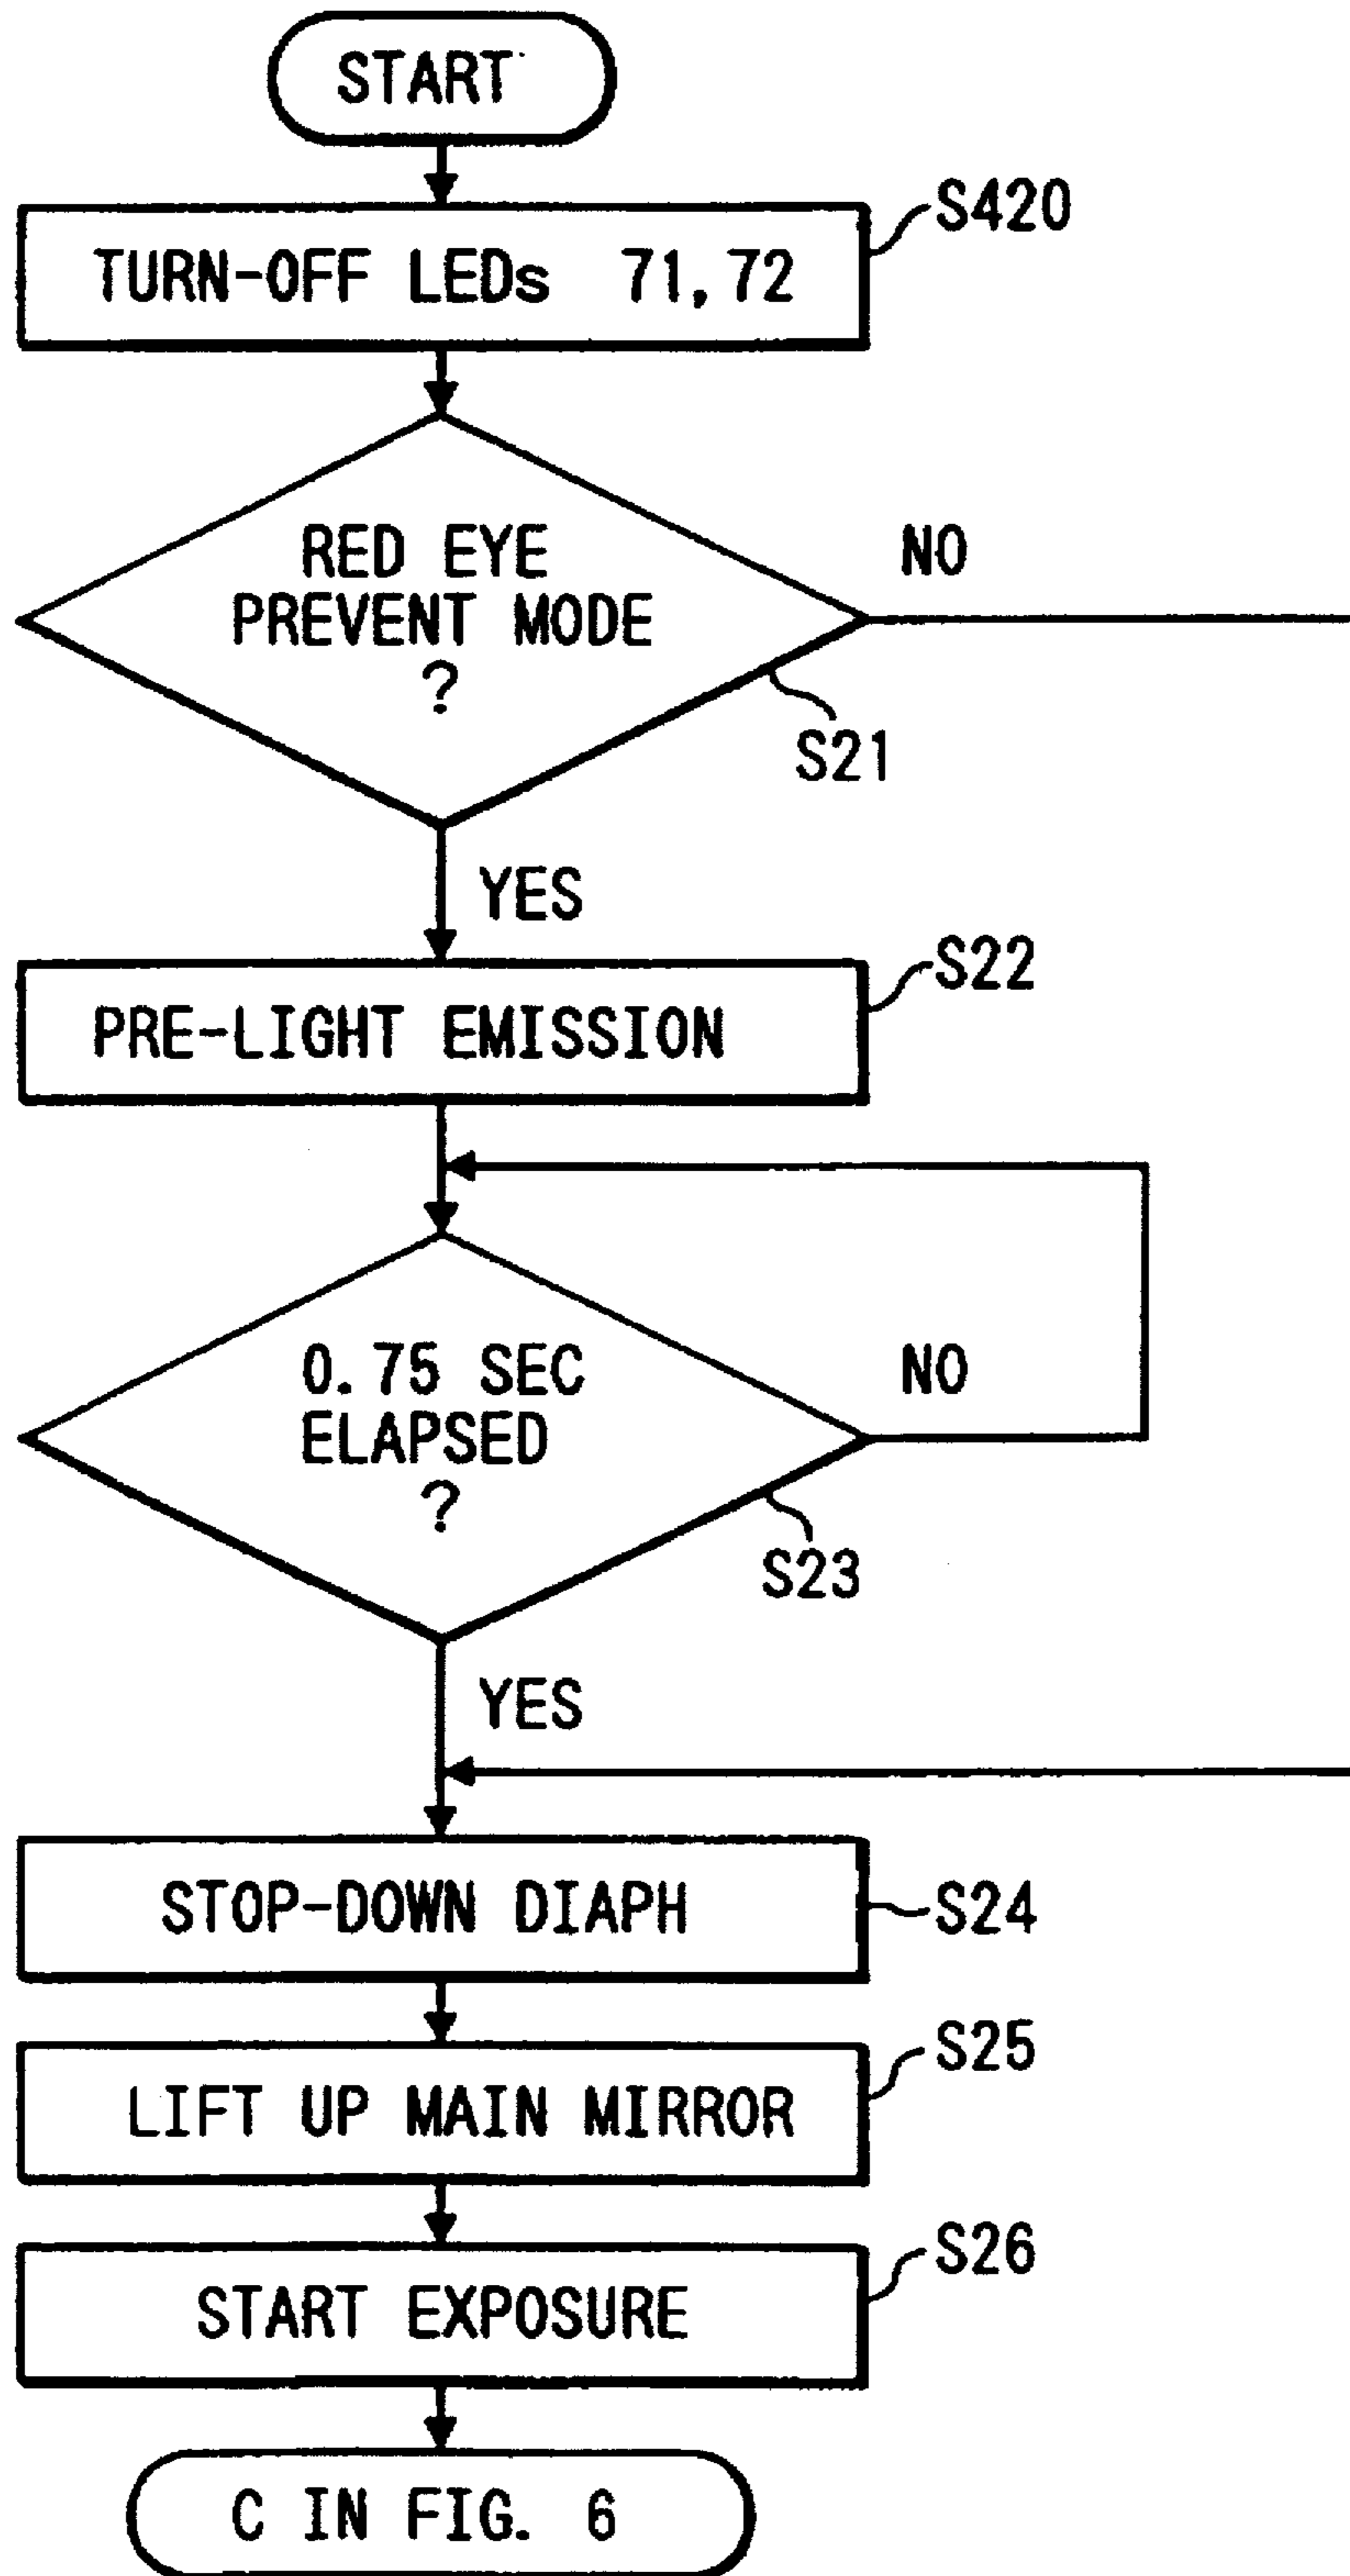 START
S420
TURN-OFF LEDs 71, 72
RED EYE
PREVENT MODE
?
NO
S21
YES
S22
PRE-LIGHT EMISSION
0.75 SEC
ELAPSED
?
NO
S23
YES
STOP-DOWN DIAPH
S24
S25
LIFT UP MAIN MIRROR
S26
START EXPOSURE
C IN FIG. 6